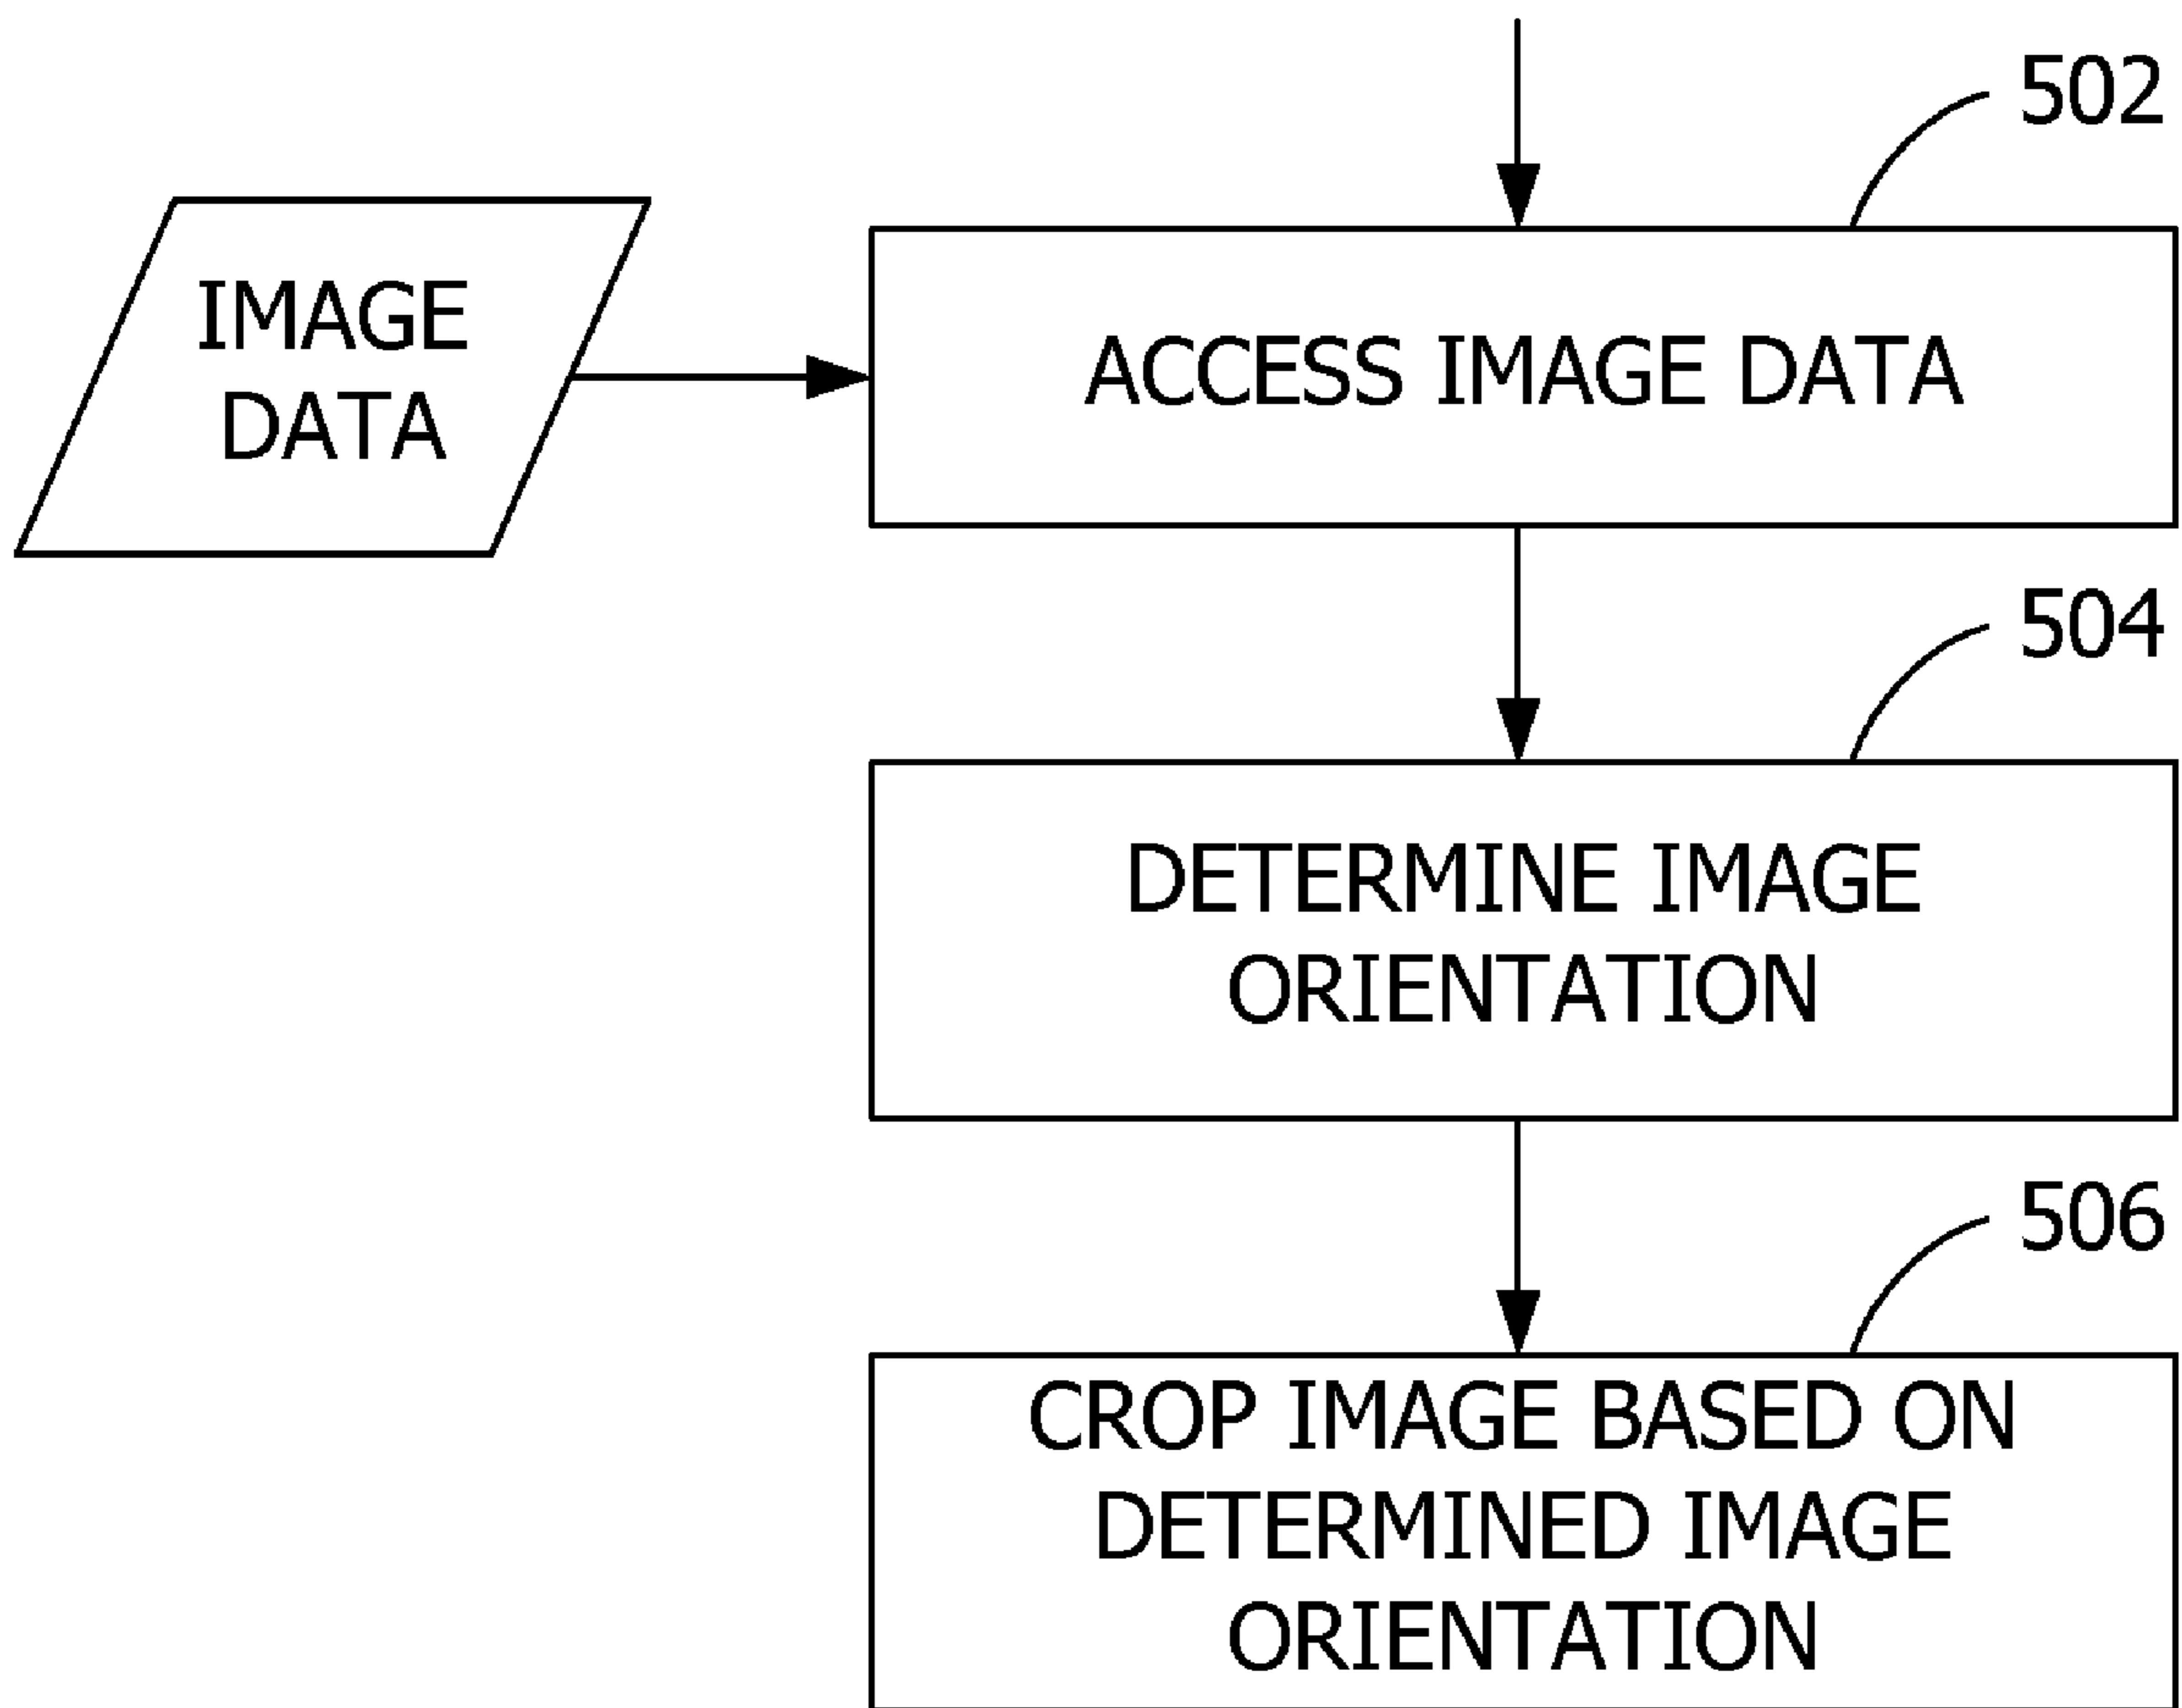 502
IMAGE
DATA
ACCESS IMAGE DATA
504
DETERMINE IMAGE
ORIENTATION
506
CROP IMAGE BASED ON
DETERMINED IMAGE
ORIENTATION